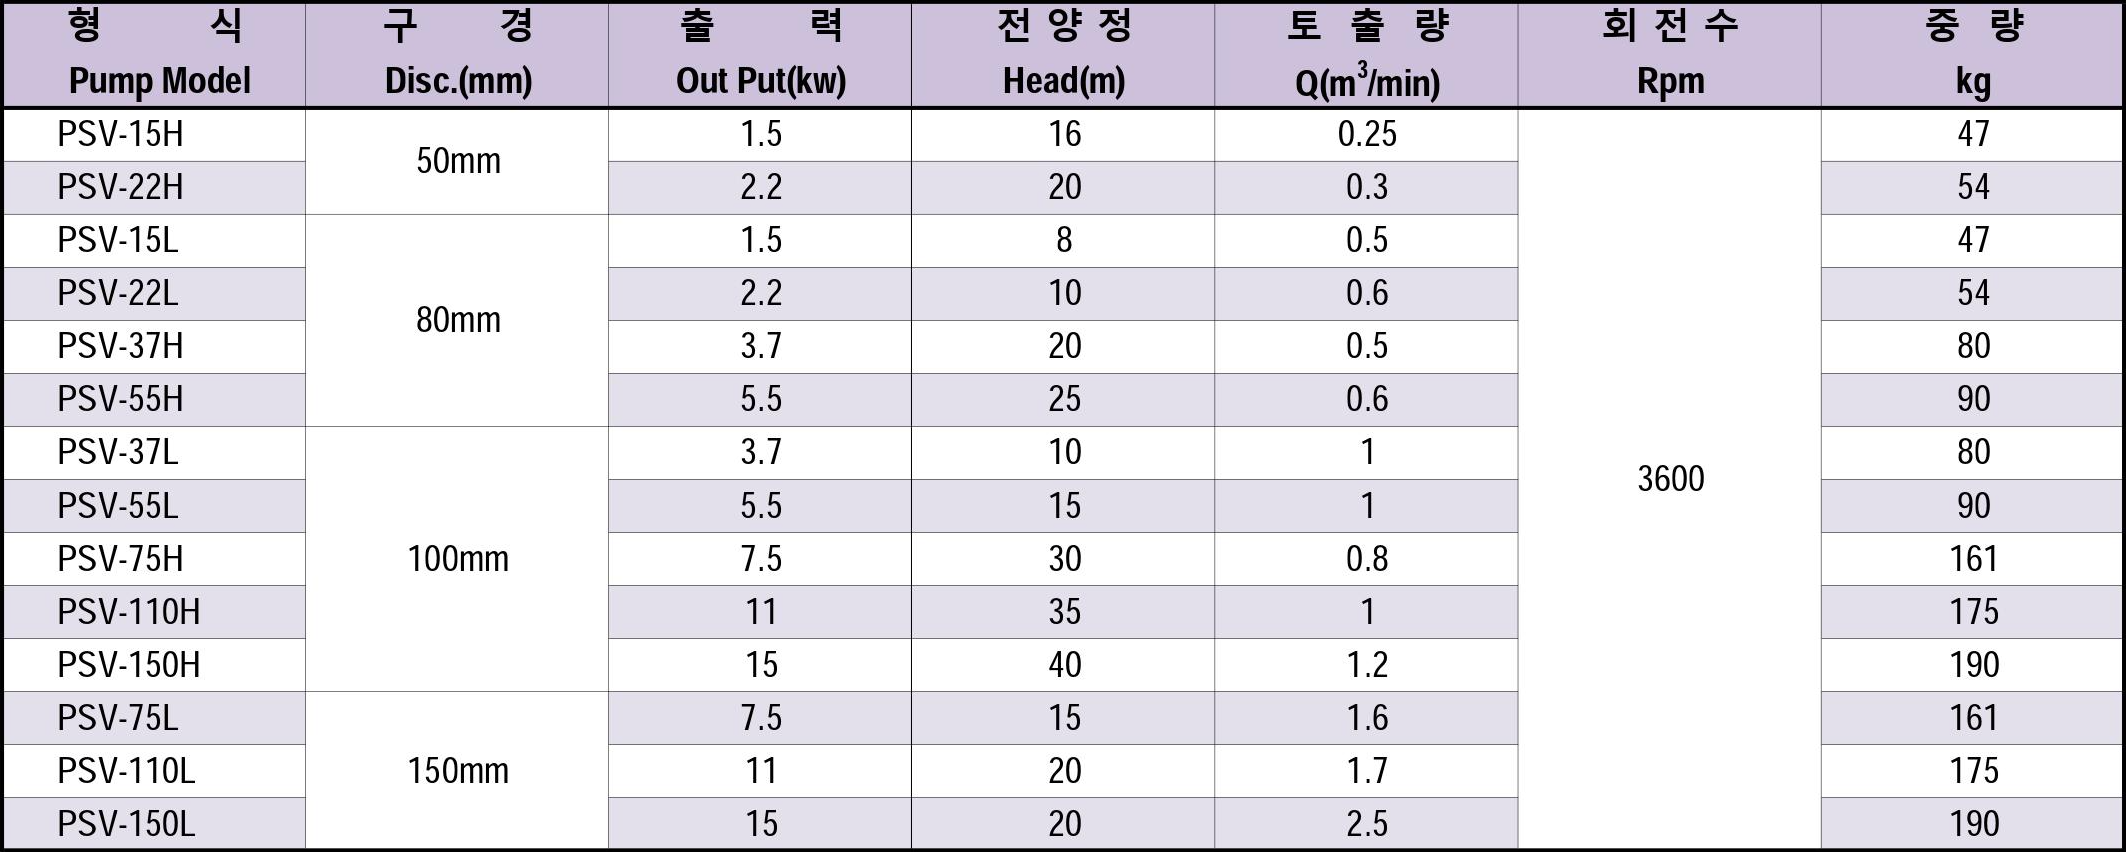 형 식 구 경 출 력 전 양 정 토 출 량 회 전 수 중 량
Pump Model Disc.(mm) Out Put(kw) Head(m) Q(m³/min) Rpm kg
PSV-15H 50mm 1.5 16 0.25 3600 47
PSV-22H 2.2 20 0.3 54
PSV-15L 80mm 1.5 8 0.5 47
PSV-22L 2.2 10 0.6 54
PSV-37H 3.7 20 0.5 80
PSV-55H 5.5 25 0.6 90
PSV-37L 100mm 3.7 10 1 80
PSV-55L 5.5 15 1 90
PSV-75H 7.5 30 0.8 161
PSV-110H 11 35 1 175
PSV-150H 15 40 1.2 190
PSV-75L 150mm 7.5 15 1.6 161
PSV-110L 11 20 1.7 175
PSV-150L 15 20 2.5 190